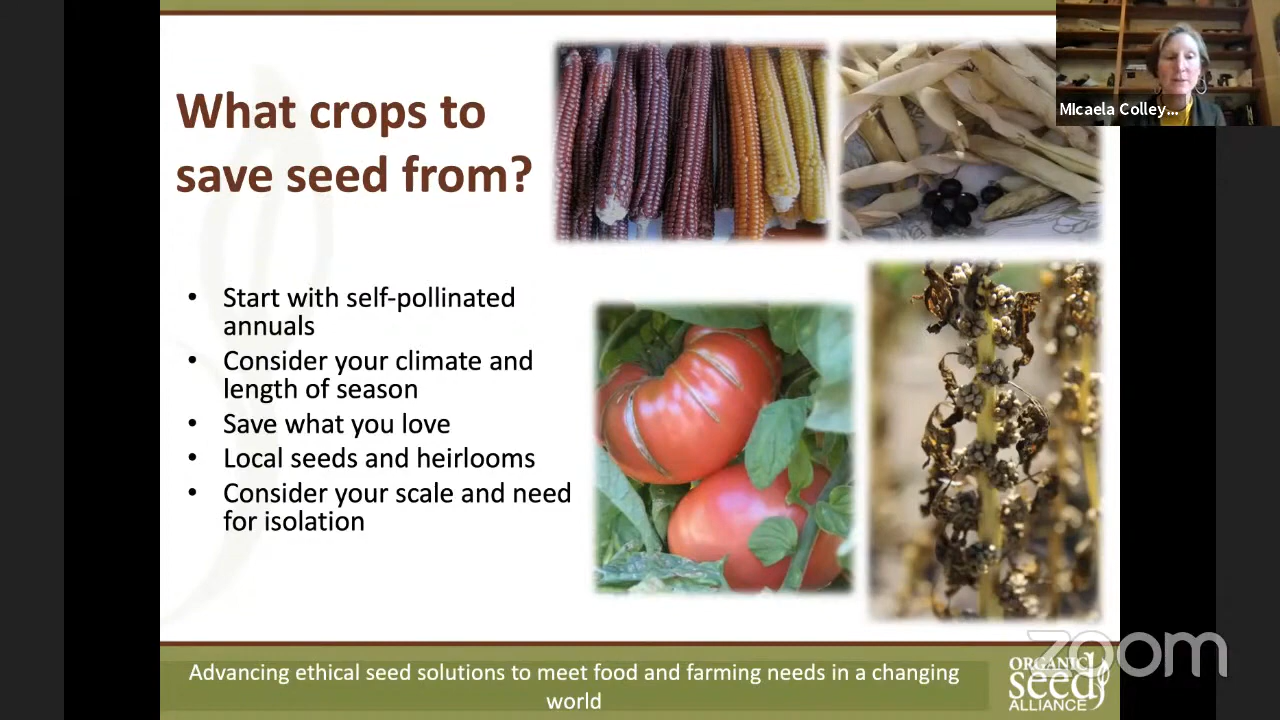 What crops to
save seed from?
MIcaela Colley...
• Start with self-pollinated
annuals
• Consider your climate and
length of season
• Save what you love
• Local seeds and heirlooms
• Consider your scale and need
for isolation
Advancing ethical seed solutions to meet food and farming needs in a changing
world
ORGANIC
seed
ALLIANCE
zoom